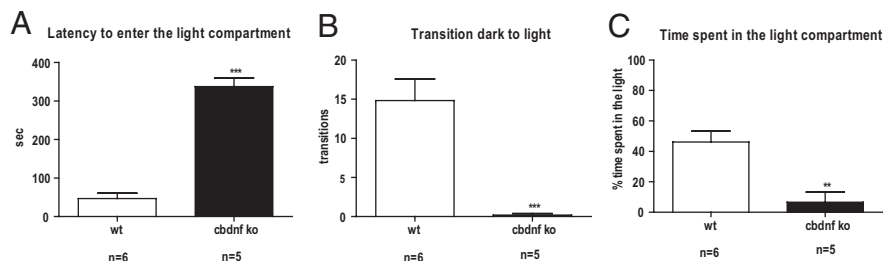 A
Latency to enter the light compartment
400
300
200
100
0
sec
***
wt
cbdnf ko
n=6
n=5
B
Transition dark to light
20
15
10
5
0
transitions
***
wt
cbdnf ko
n=6
n=5
C
Time spent in the light compartment
100
80
60
40
20
0
% time spent in the light
**
wt
cbdnf ko
n=6
n=5